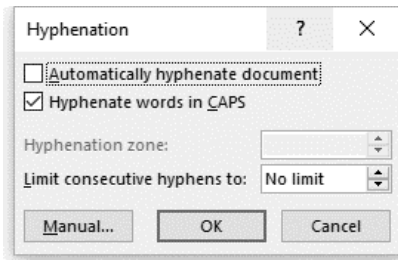 Hyphenation ? ×
Automatically hyphenate document
Hyphenate words in CAPS
Hyphenation zone:
Limit consecutive hyphens to: No limit
Manual... OK Cancel